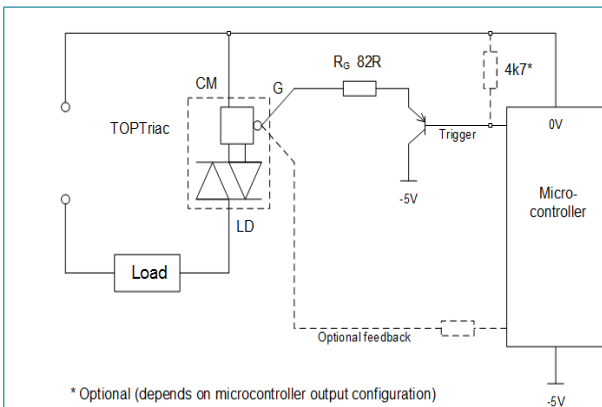 CM
G
R_G 82R
4k7*
TOPTriac
Trigger
0V
-5V
Micro-
controller
LD
Load
Optional feedback
-5V
* Optional (depends on microcontroller output configuration)